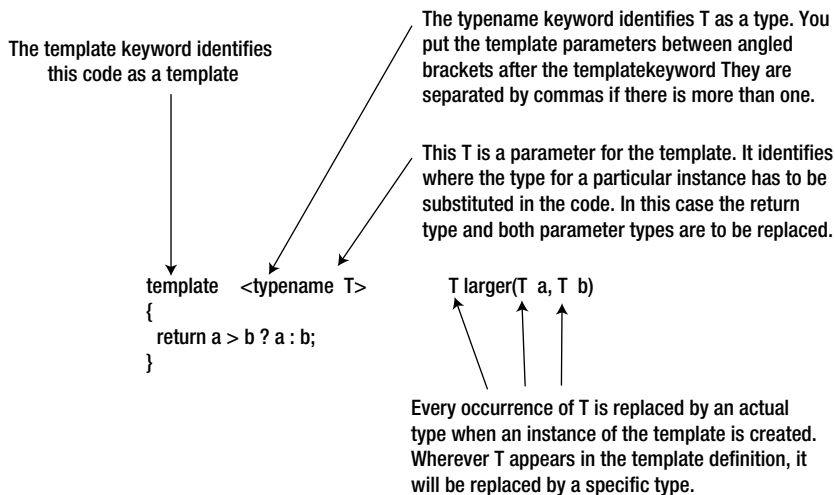 The template keyword identifies
this code as a template
The typename keyword identifies T as a type. You
put the template parameters between angled
brackets after the templatekeyword They are
separated by commas if there is more than one.
This T is a parameter for the template. It identifies
where the type for a particular instance has to be
substituted in the code. In this case the return
type and both parameter types are to be replaced.
template <typename T> T larger(T a, T b)
{
return a > b ? a : b;
}
Every occurrence of T is replaced by an actual
type when an instance of the template is created.
Wherever T appears in the template definition, it
will be replaced by a specific type.